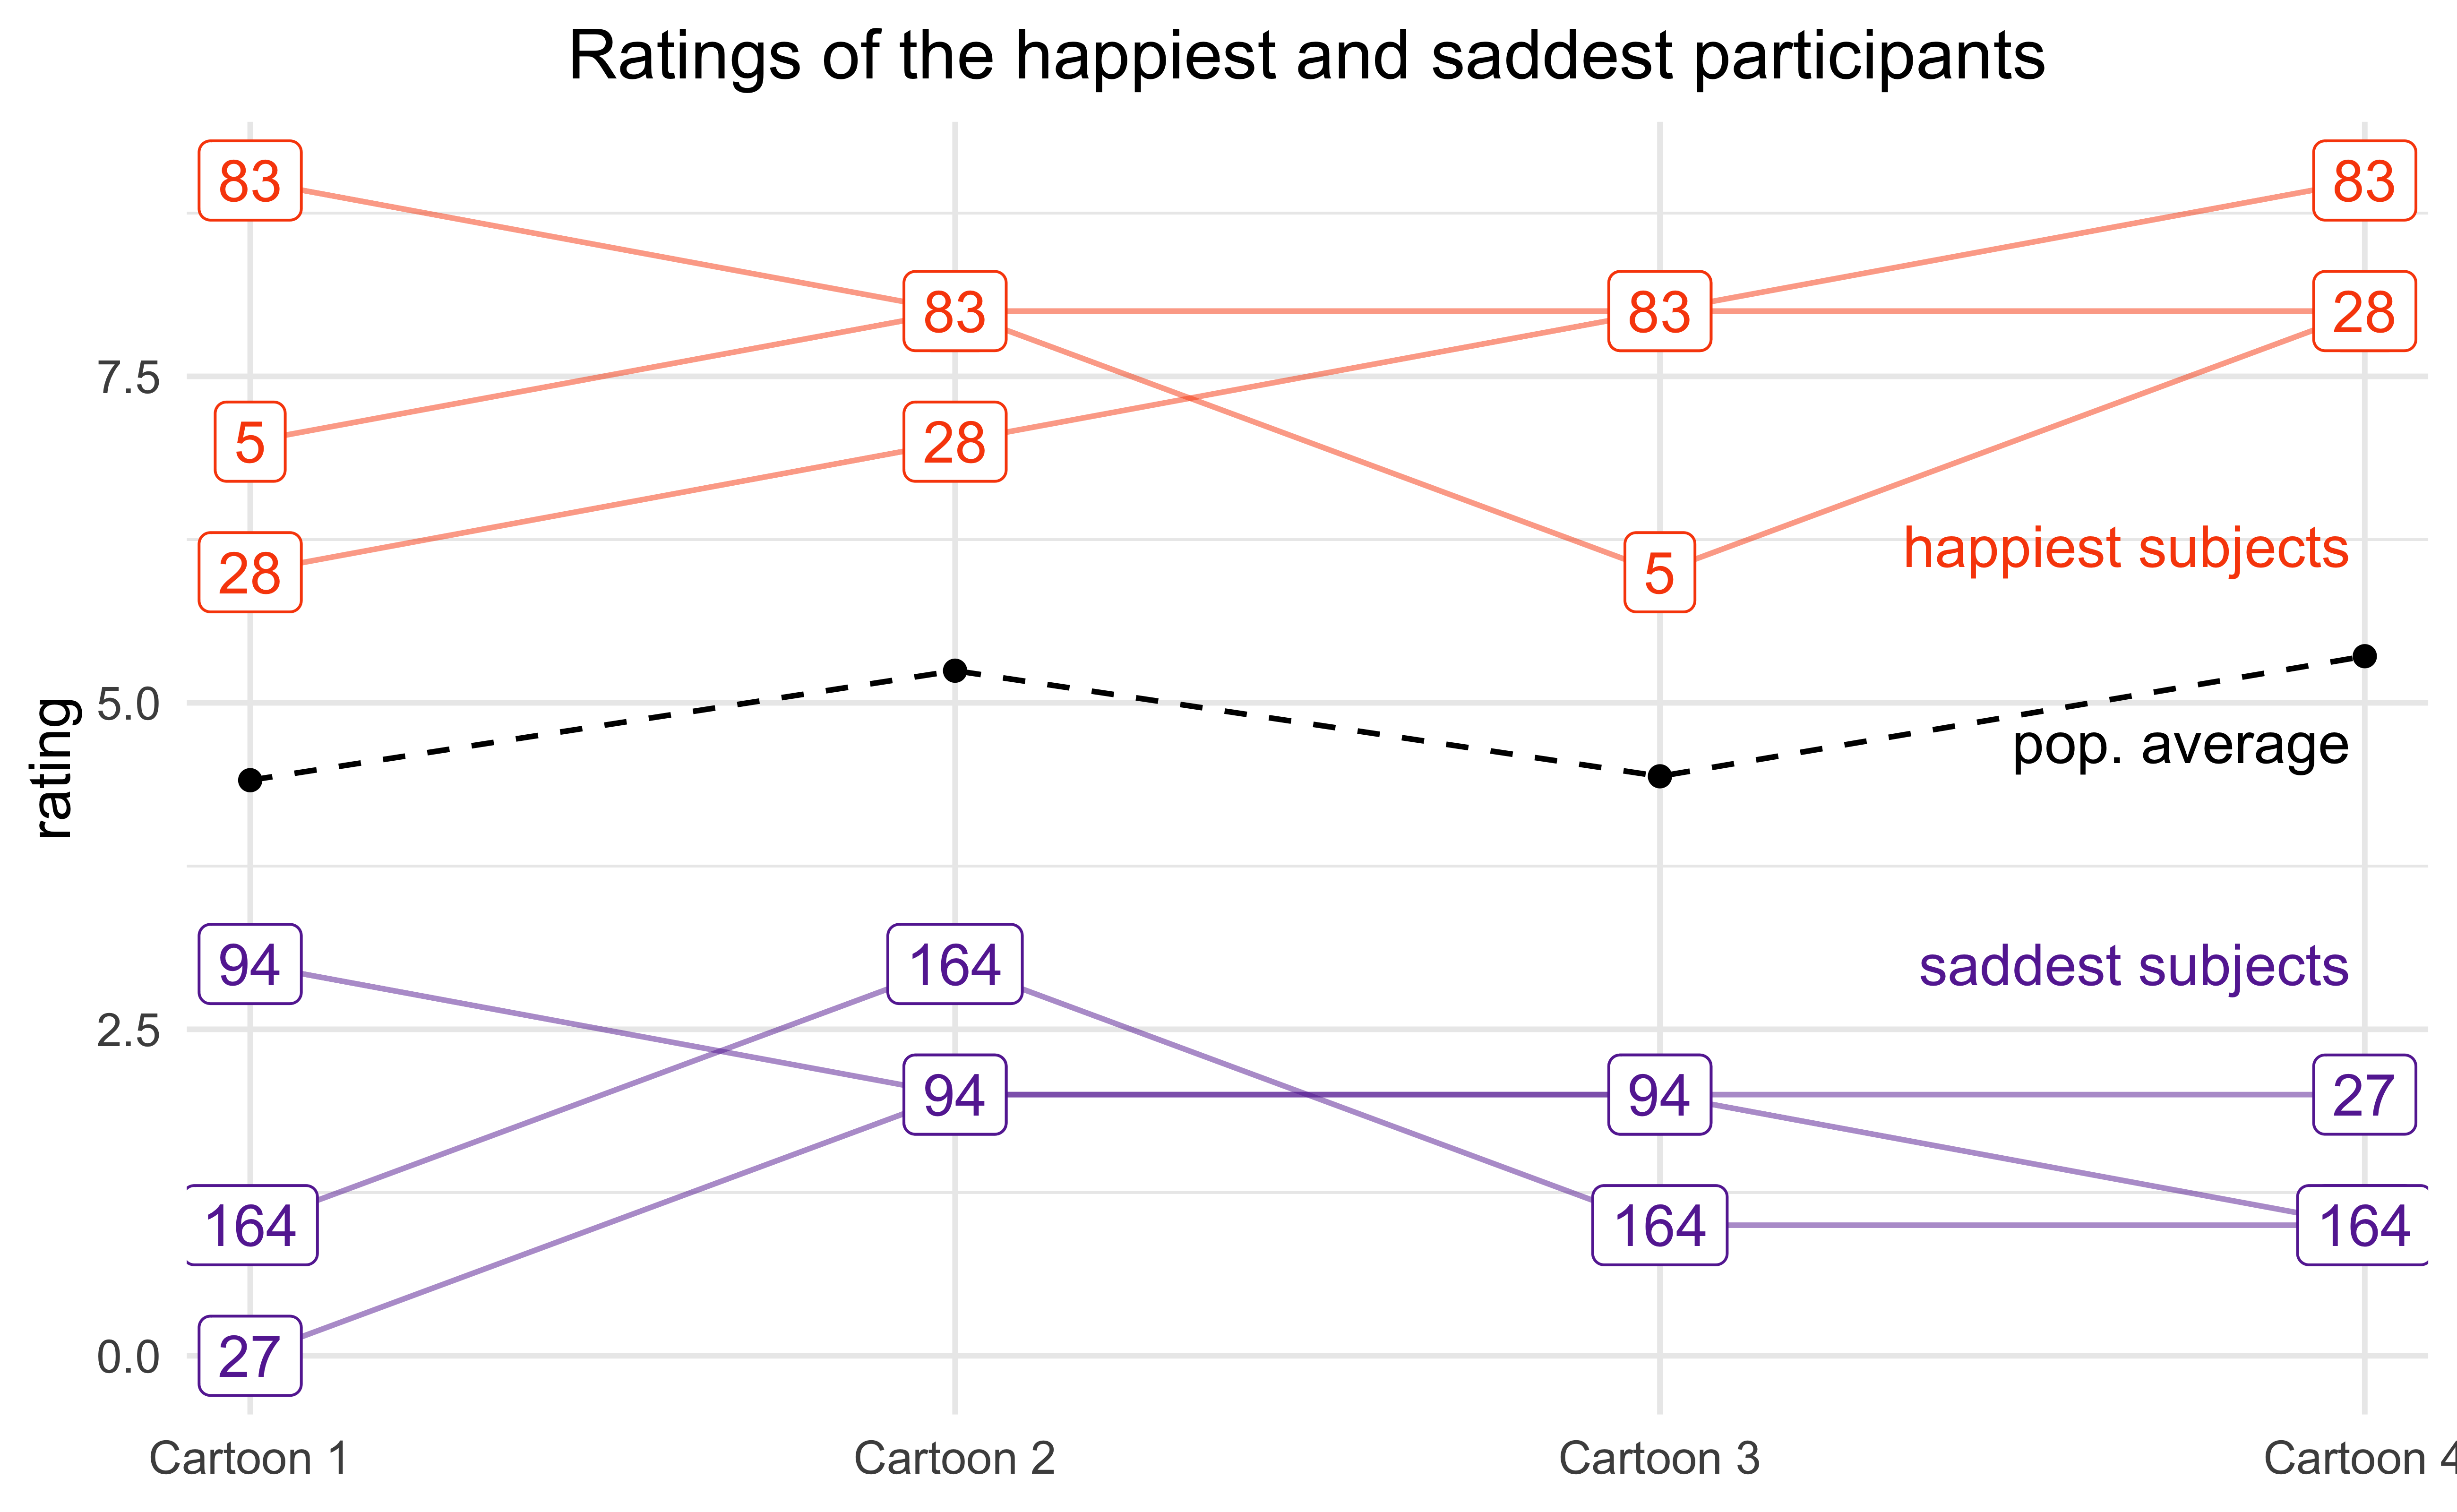 Ratings of the happiest and saddest participants
83
83
83
83
28
7.5
5
28
28
5
happiest subjects
rating
5.0
pop. average
94
164
saddest subjects
2.5
94
94
27
164
164
164
0.0
27
Cartoon 1
Cartoon 2
Cartoon 3
Cartoon 4